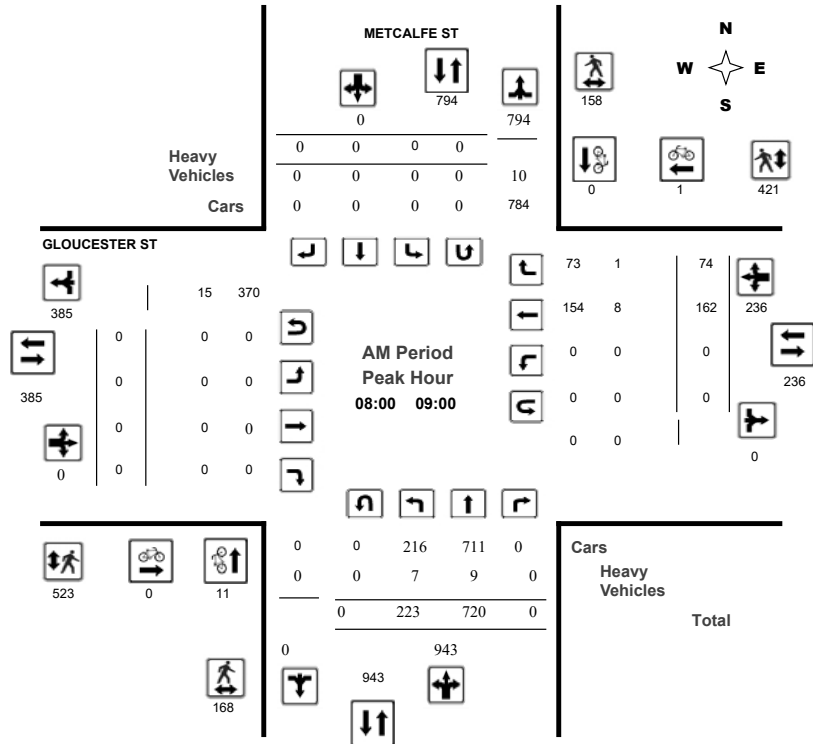 METCALFE ST
N
W E
S
794
158
0 794
0 0 0 0
Heavy
Vehicles
0 0 0 0 10
Cars
0 0 0 0 784
0 1 421
GLOUCESTER ST
385
15 370
73 1 74
236
0 0 0
154 8 162
385
AM Period
Peak Hour
08:00 09:00
0 0 0
0 0 0
236
0 0 0
0 0 0
0
0 0 0
0 0
0
0 0 216 711 0
Cars
0 0 7 9 0
Heavy
Vehicles
523 0 11
0 223 720 0
Total
0 943
943
168